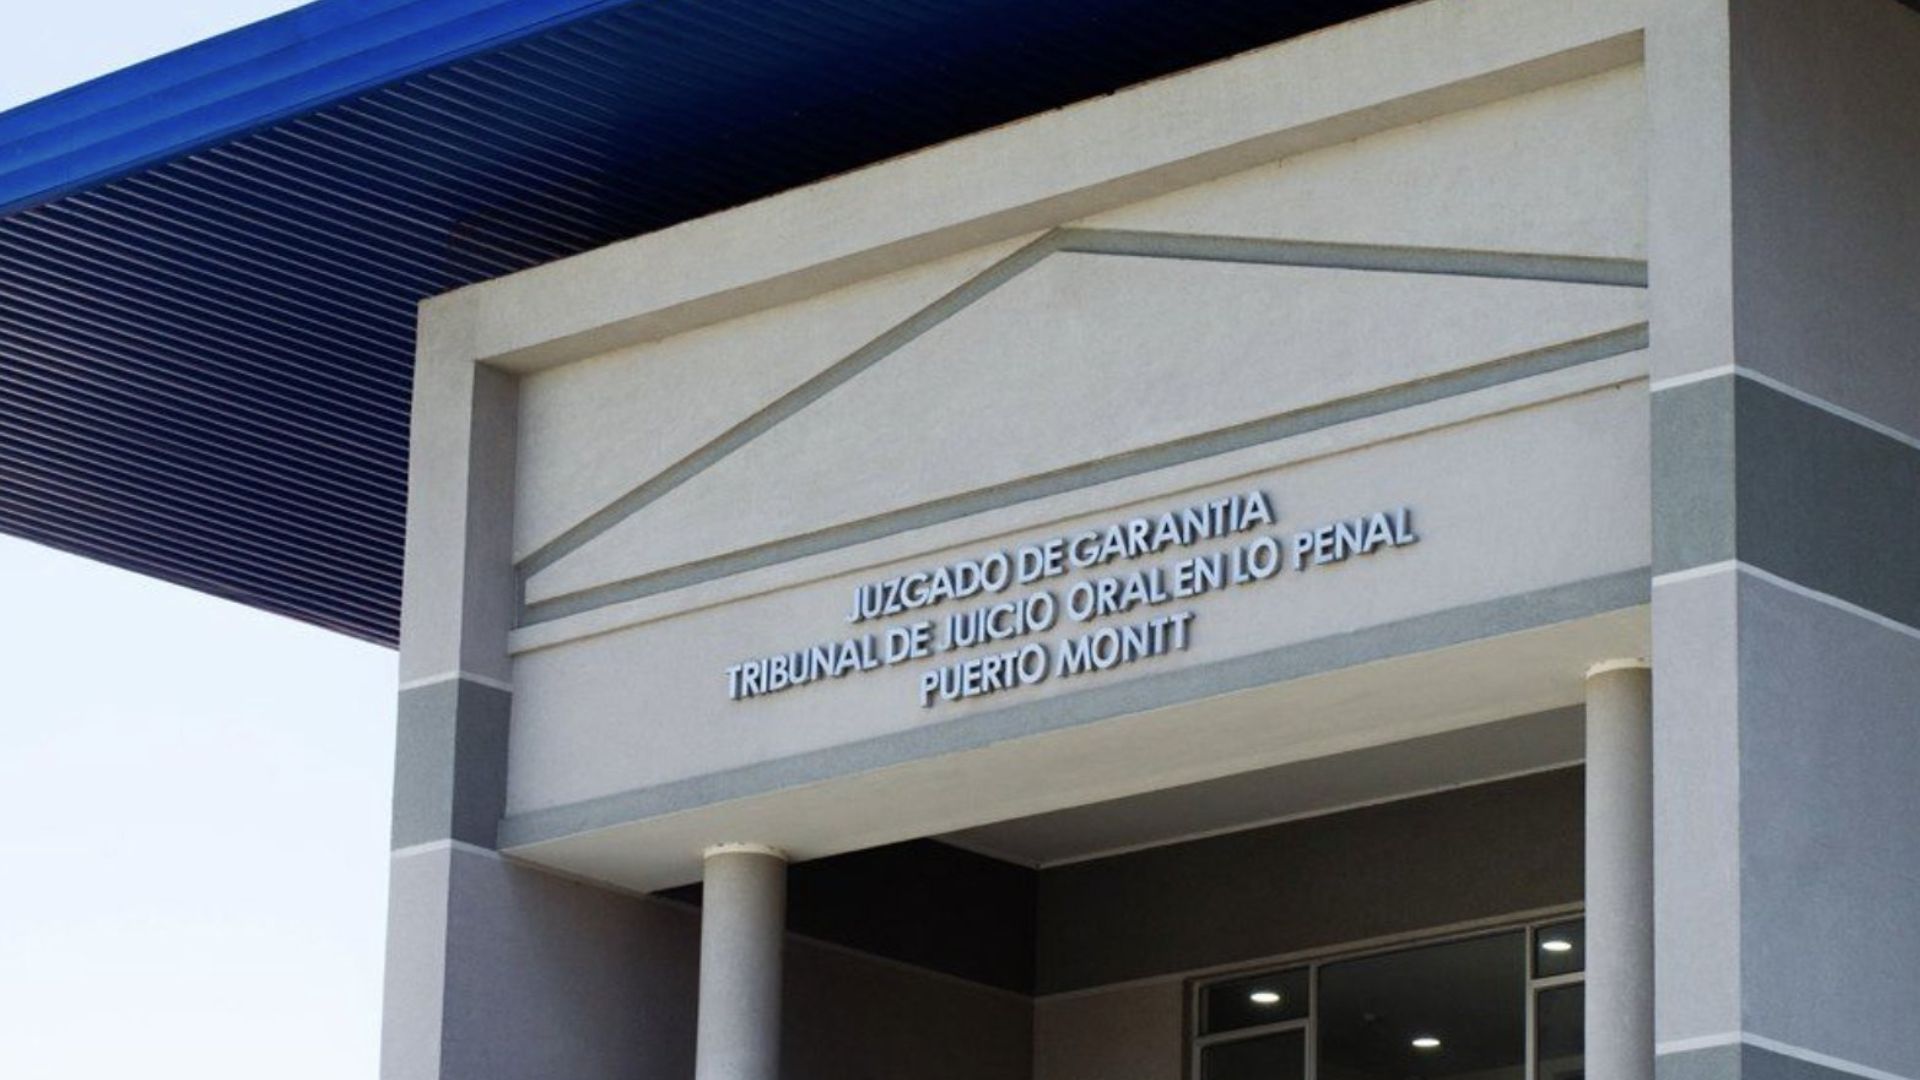 JUZGADO DE GARANTIA
TRIBUNAL DE JUICIO ORAL EN LO PENAL
PUERTO MONTT